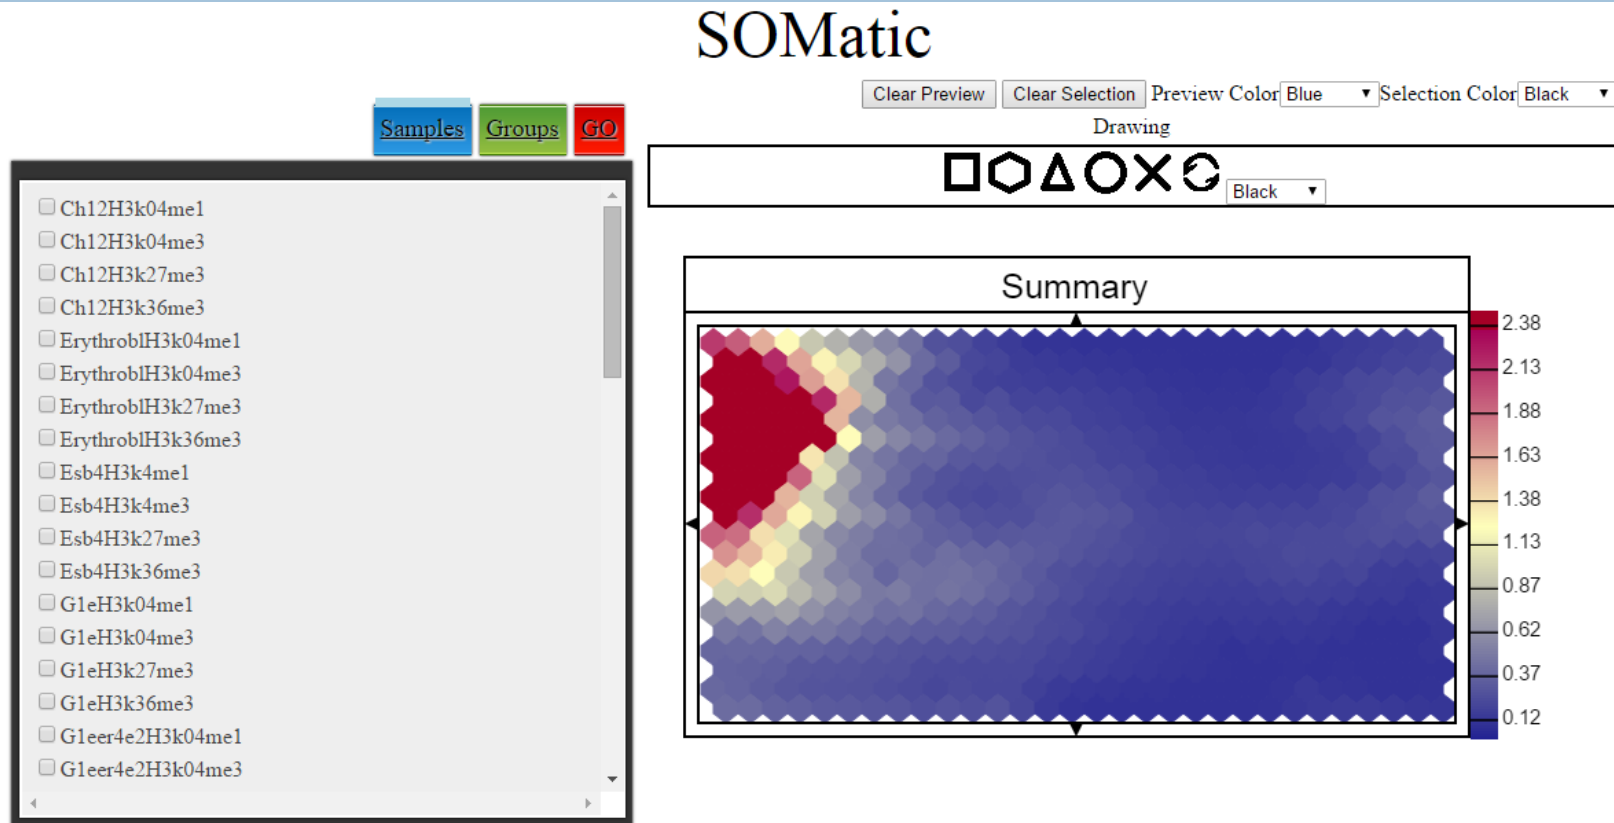 SOMatic
Clear Preview Clear Selection Preview Color Blue Selection Color Black
Drawing
Black
Samples Groups GO
Ch12H3k04me1
Ch12H3k04me3
Ch12H3k27me3
Ch12H3k36me3
ErythroblH3k04me1
ErythroblH3k04me3
ErythroblH3k27me3
ErythroblH3k36me3
Esb4H3k4me1
Esb4H3k4me3
Esb4H3k27me3
Esb4H3k36me3
G1eH3k04me1
G1eH3k04me3
G1eH3k27me3
G1eH3k36me3
G1eer4e2H3k04me1
G1eer4e2H3k04me3
Summary
2.38
2.13
1.88
1.63
1.38
1.13
0.87
0.62
0.37
0.12